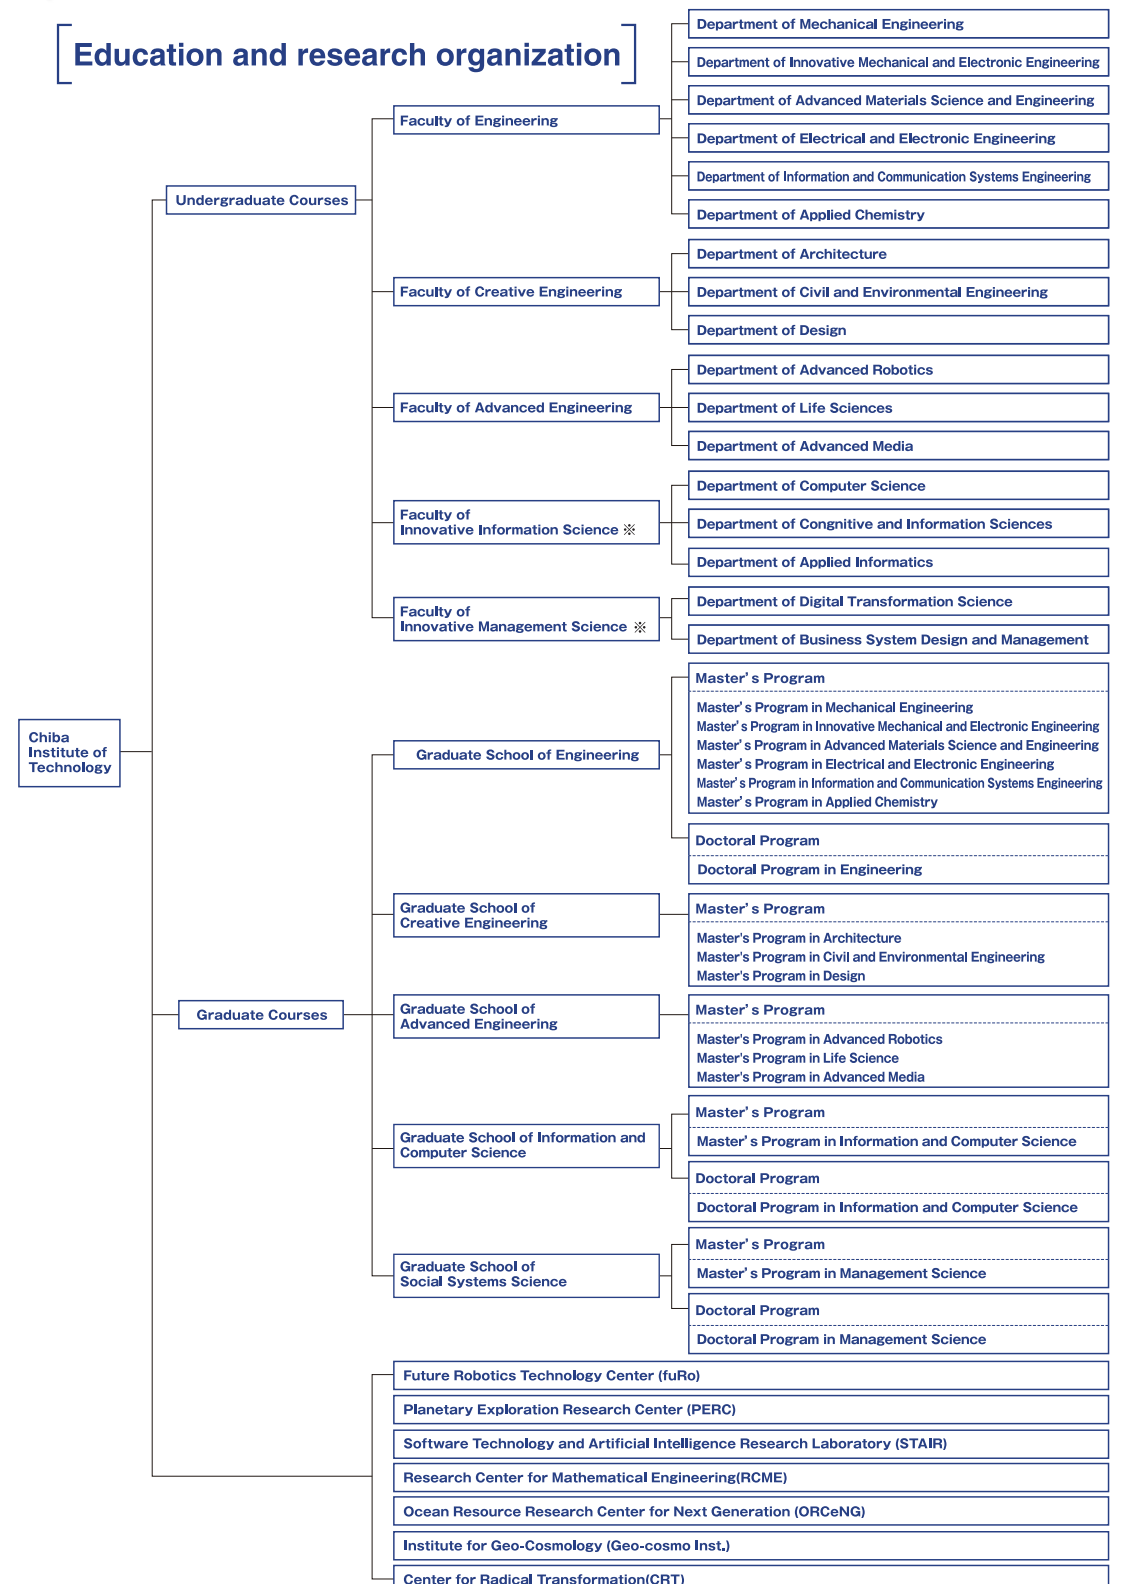 Education and research organization
Chiba
Institute of
Technology
Undergraduate Courses
Faculty of Engineering
Department of Mechanical Engineering
Department of Innovative Mechanical and Electronic Engineering
Department of Advanced Materials Science and Engineering
Department of Electrical and Electronic Engineering
Department of Information and Communication Systems Engineering
Department of Applied Chemistry
Faculty of Creative Engineering
Department of Architecture
Department of Civil and Environmental Engineering
Department of Design
Faculty of Advanced Engineering
Department of Advanced Robotics
Department of Life Sciences
Department of Advanced Media
Faculty of
Innovative Information Science ※
Department of Computer Science
Department of Congnitive and Information Sciences
Department of Applied Informatics
Faculty of
Innovative Management Science ※
Department of Digital Transformation Science
Department of Business System Design and Management
Graduate Courses
Graduate School of Engineering
Master's Program
Master's Program in Mechanical Engineering
Master's Program in Innovative Mechanical and Electronic Engineering
Master's Program in Advanced Materials Science and Engineering
Master's Program in Electrical and Electronic Engineering
Master's Program in Information and Communication Systems Engineering
Master's Program in Applied Chemistry
Doctoral Program
Doctoral Program in Engineering
Graduate School of
Creative Engineering
Master's Program
Master's Program in Architecture
Master's Program in Civil and Environmental Engineering
Master's Program in Design
Graduate School of
Advanced Engineering
Master's Program
Master's Program in Advanced Robotics
Master's Program in Life Science
Master's Program in Advanced Media
Graduate School of Information and
Computer Science
Master's Program
Master's Program in Information and Computer Science
Doctoral Program
Doctoral Program in Information and Computer Science
Graduate School of
Social Systems Science
Master's Program
Master's Program in Management Science
Doctoral Program
Doctoral Program in Management Science
Future Robotics Technology Center (fuRo)
Planetary Exploration Research Center (PERC)
Software Technology and Artificial Intelligence Research Laboratory (STAIR)
Research Center for Mathematical Engineering(RCME)
Ocean Resource Research Center for Next Generation (ORCeNG)
Institute for Geo-Cosmology (Geo-cosmo Inst.)
Center for Radical Transformation(CRT)